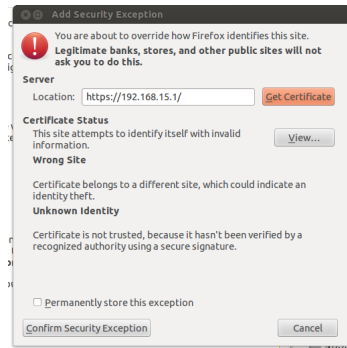 Add Security Exception
You are about to override how Firefox identifies this site.
Legitimate banks, stores, and other public sites will not
ask you to do this.
Server
Location: https://192.168.15.1/ Get Certificate
Certificate Status
This site attempts to identify itself with invalid
information.
View...
Wrong Site
Certificate belongs to a different site, which could indicate an
identity theft.
Unknown Identity
Certificate is not trusted, because it hasn't been verified by a
recognized authority using a secure signature.
Permanently store this exception
Confirm Security Exception Cancel